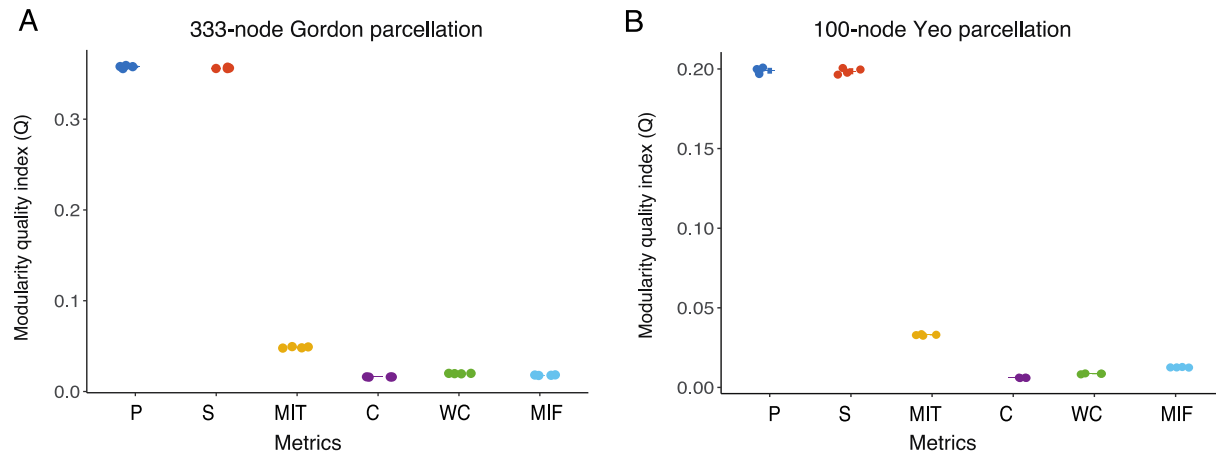 A
333-node Gordon parcellation
Modularity quality index (Q)
0.3
0.2
0.1
0.0
P S MIT C WC MIF
Metrics
B
100-node Yeo parcellation
Modularity quality index (Q)
0.20
0.15
0.10
0.05
0.00
P S MIT C WC MIF
Metrics